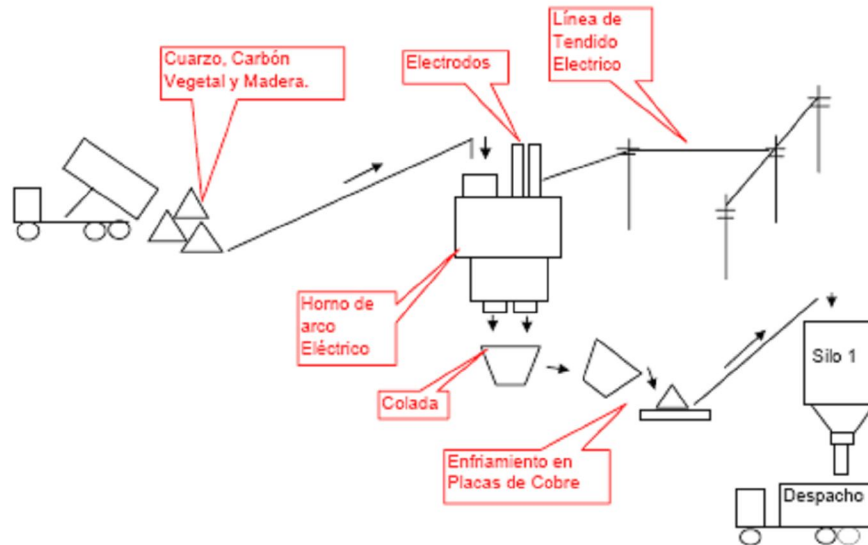 Cuarzo, Carbón
Vegetal y Madera.
Electrodos
Línea de
Tendido
Electrico
Horno de
arco
Eléctrico
Colada
Enfriamiento en
Placas de Cobre
Silo 1
Despacho